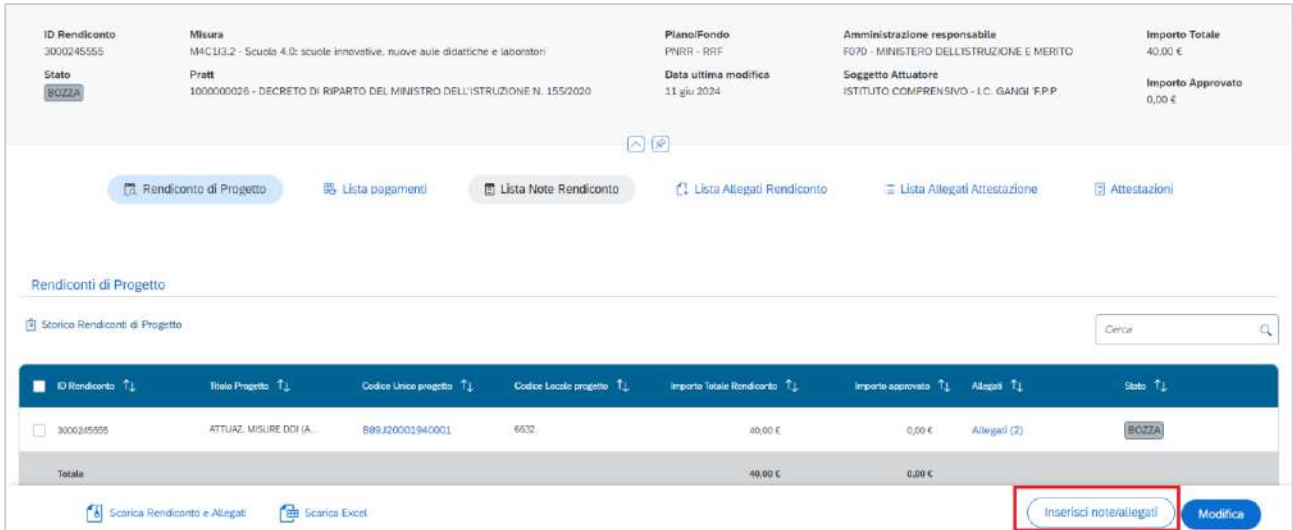 ID Rendiconto Misura Piano/Fondo Amministrazione responsabile Importo Totale
3000245555 M4C1I3.2 - Scuola 4.0: scuole innovative, nuove aule didattiche e laboratori PNRR - RRF F070 - MINISTERO DELL'ISTRUZIONE E MERITO 40,00 €
Stato Pratt Data ultima modifica Soggetto Attuatore Importo Approvato
BOZZA 1000000026 - DECRETO DI RIPARTO DEL MINISTRO DELL'ISTRUZIONE N. 155/2020 11 giu 2024 ISTITUTO COMPRENSIVO - I.C. GANGI 'F.P.P 0,00 €
Rendiconto di Progetto Lista pagamenti Lista Note Rendiconto Lista Allegati Rendiconto Lista Allegati Attestazione Attestazioni
Rendiconti di Progetto
Storico Rendiconti di Progetto Cerca
ID Rendiconto Titolo Progetto Codice Unico progetto Codice Locale progetto Importo Totale Rendiconto Importo approvato Allegati Stato
3000245555 ATTUAZ. MISURE DDI (A... B89J20001940001 6632 40,00 € 0,00 € Allegati (2) BOZZA
Totale 40,00 € 0,00 €
Scarica Rendiconto e Allegati Scarica Excel Inserisci note/allegati Modifica